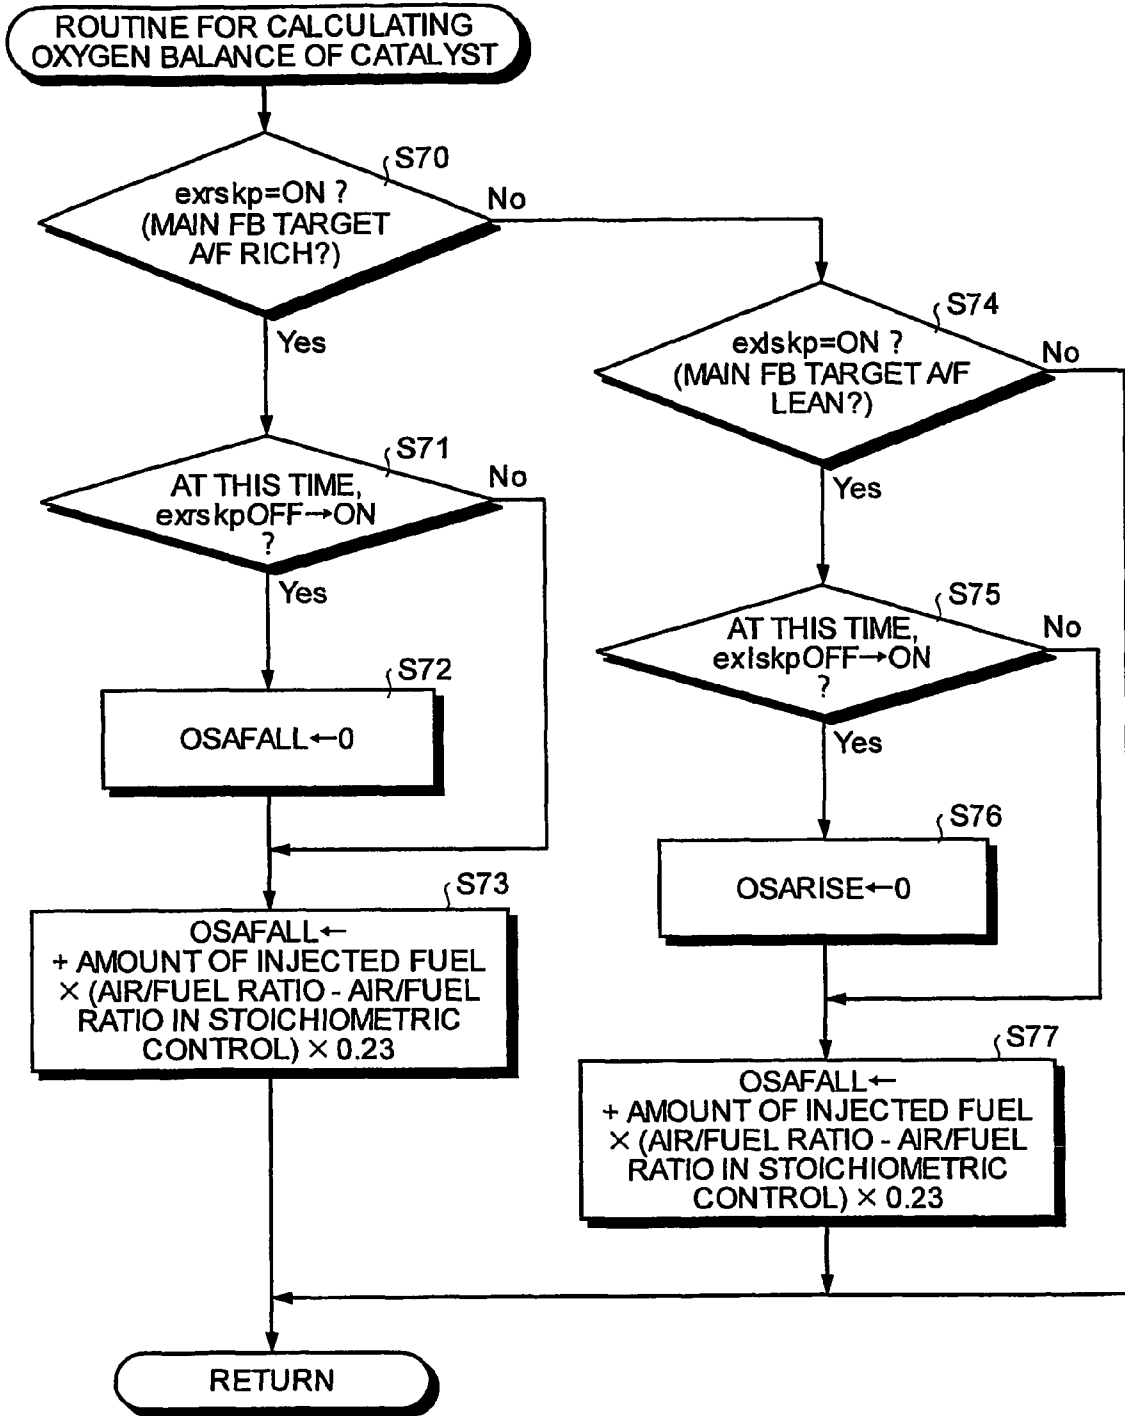 ROUTINE FOR CALCULATING
OXYGEN BALANCE OF CATALYST
S70
exrskp=ON ?
(MAIN FB TARGET
A/F RICH?)
No
Yes
S74
exlskp=ON ?
(MAIN FB TARGET A/F
LEAN?)
No
Yes
S71
AT THIS TIME,
exrskpOFF→ON
?
No
Yes
S75
AT THIS TIME,
exlskpOFF→ON
?
No
Yes
S72
OSAFALL←0
S76
OSARISE←0
S73
OSAFALL←
+ AMOUNT OF INJECTED FUEL
× (AIR/FUEL RATIO - AIR/FUEL
RATIO IN STOICHIOMETRIC
CONTROL) × 0.23
S77
OSAFALL←
+ AMOUNT OF INJECTED FUEL
× (AIR/FUEL RATIO - AIR/FUEL
RATIO IN STOICHIOMETRIC
CONTROL) × 0.23
RETURN